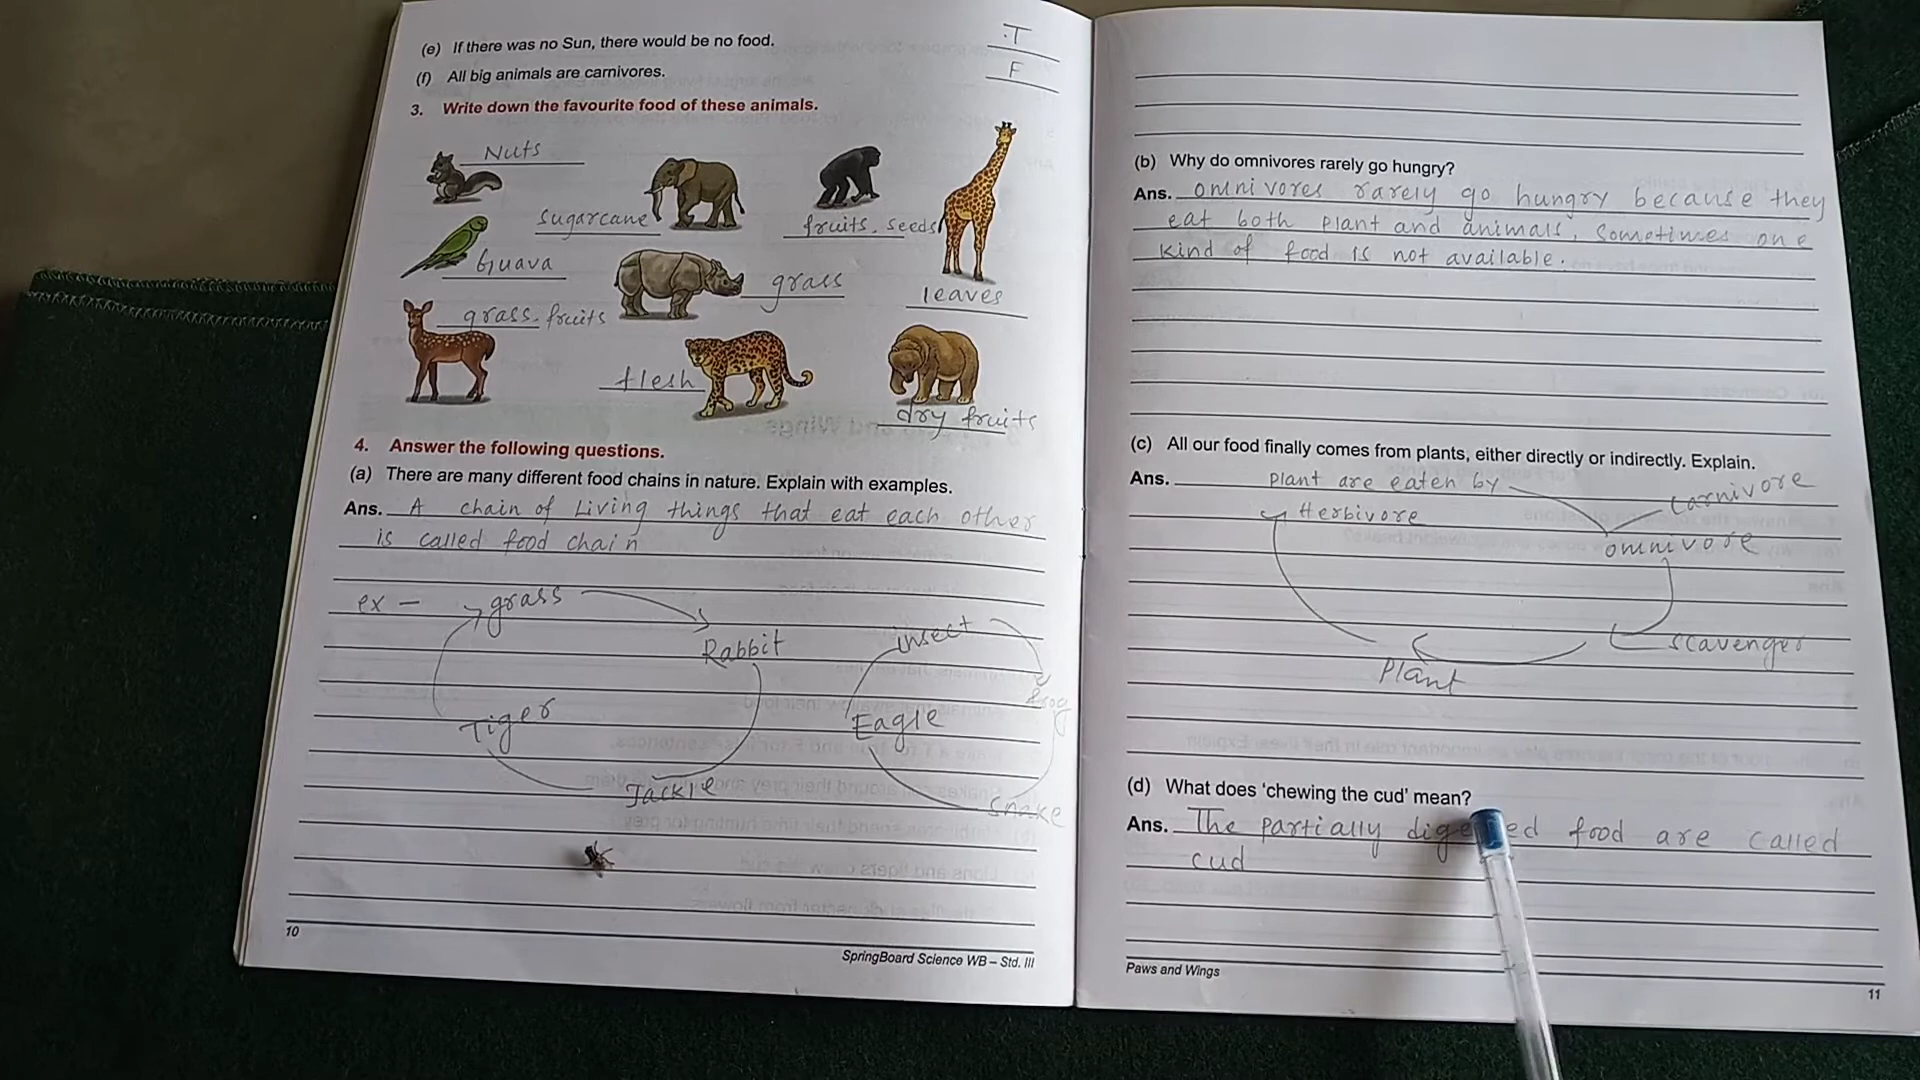 (e) If there was no Sun, there would be no food. T
(f) All big animals are carnivores. F
3. Write down the favourite food of these animals.
Nuts
sugarcane
fruits, seeds
Guava
grass
leaves
grass. fruits
flesh
dry fruits
4. Answer the following questions.
(a) There are many different food chains in nature. Explain with examples.
Ans. A chain of Living things that eat each other
is called food chain
ex - grass
Rabbit
insect
frog
Tiger
Eagle
Jackle
Snake
10
SpringBoard Science WB – Std. III
(b) Why do omnivores rarely go hungry?
Ans. omnivores rarely go hungry because they
eat both plant and animals, sometimes one
kind of food is not available.
(c) All our food finally comes from plants, either directly or indirectly. Explain.
Ans. Plant are eaten by
Carnivore
Herbivore
omnivore
scavenger
Plant
(d) What does ‘chewing the cud’ mean?
Ans. The partially ed food are called
cud
Paws and Wings
11